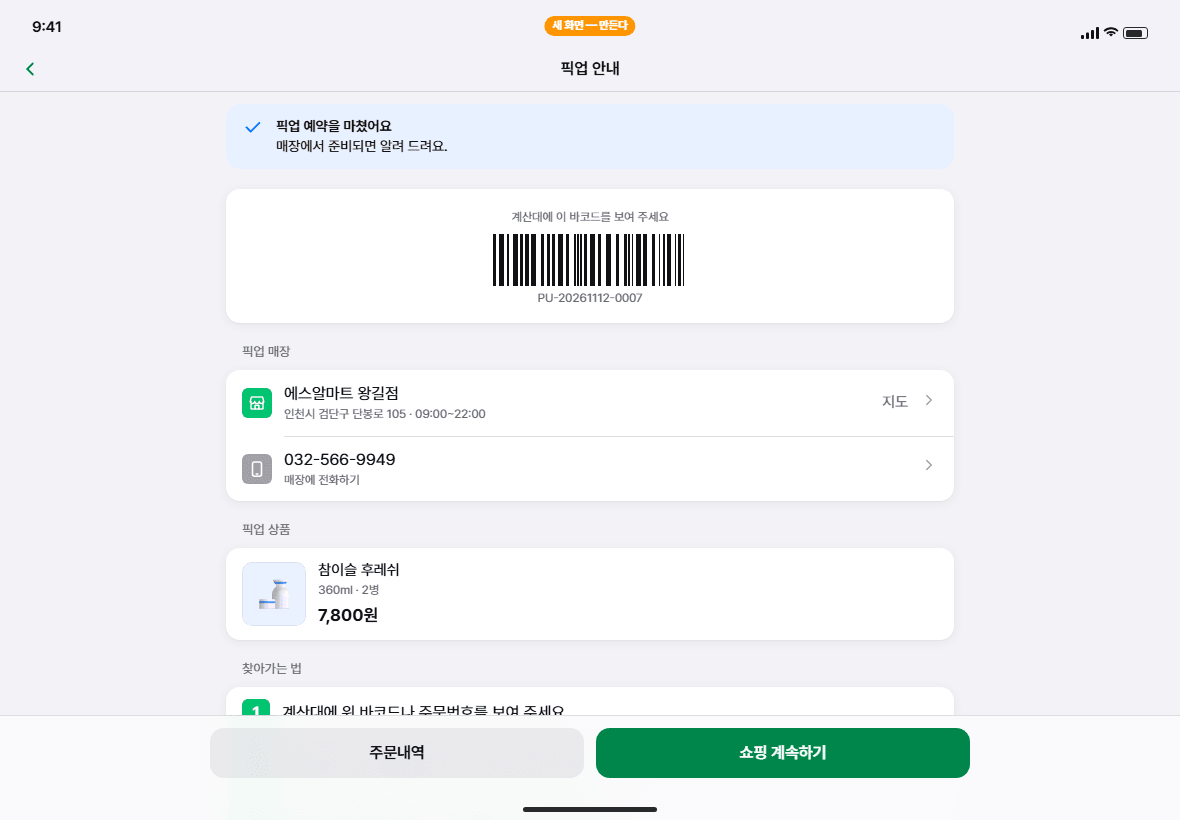 9:41
새 화면 — 만든다
픽업 안내
픽업 예약을 마쳤어요
매장에서 준비되면 알려 드려요.
계산대에 이 바코드를 보여 주세요
PU-20261112-0007
픽업 매장
에스알마트 왕길점
인천시 검단구 단봉로 105 · 09:00~22:00
지도
032-566-9949
매장에 전화하기
픽업 상품
참이슬 후레쉬
360ml · 2병
7,800원
찾아가는 법
1 계산대에 위 바코드나 주문번호를 보여 주세요
주문내역
쇼핑 계속하기